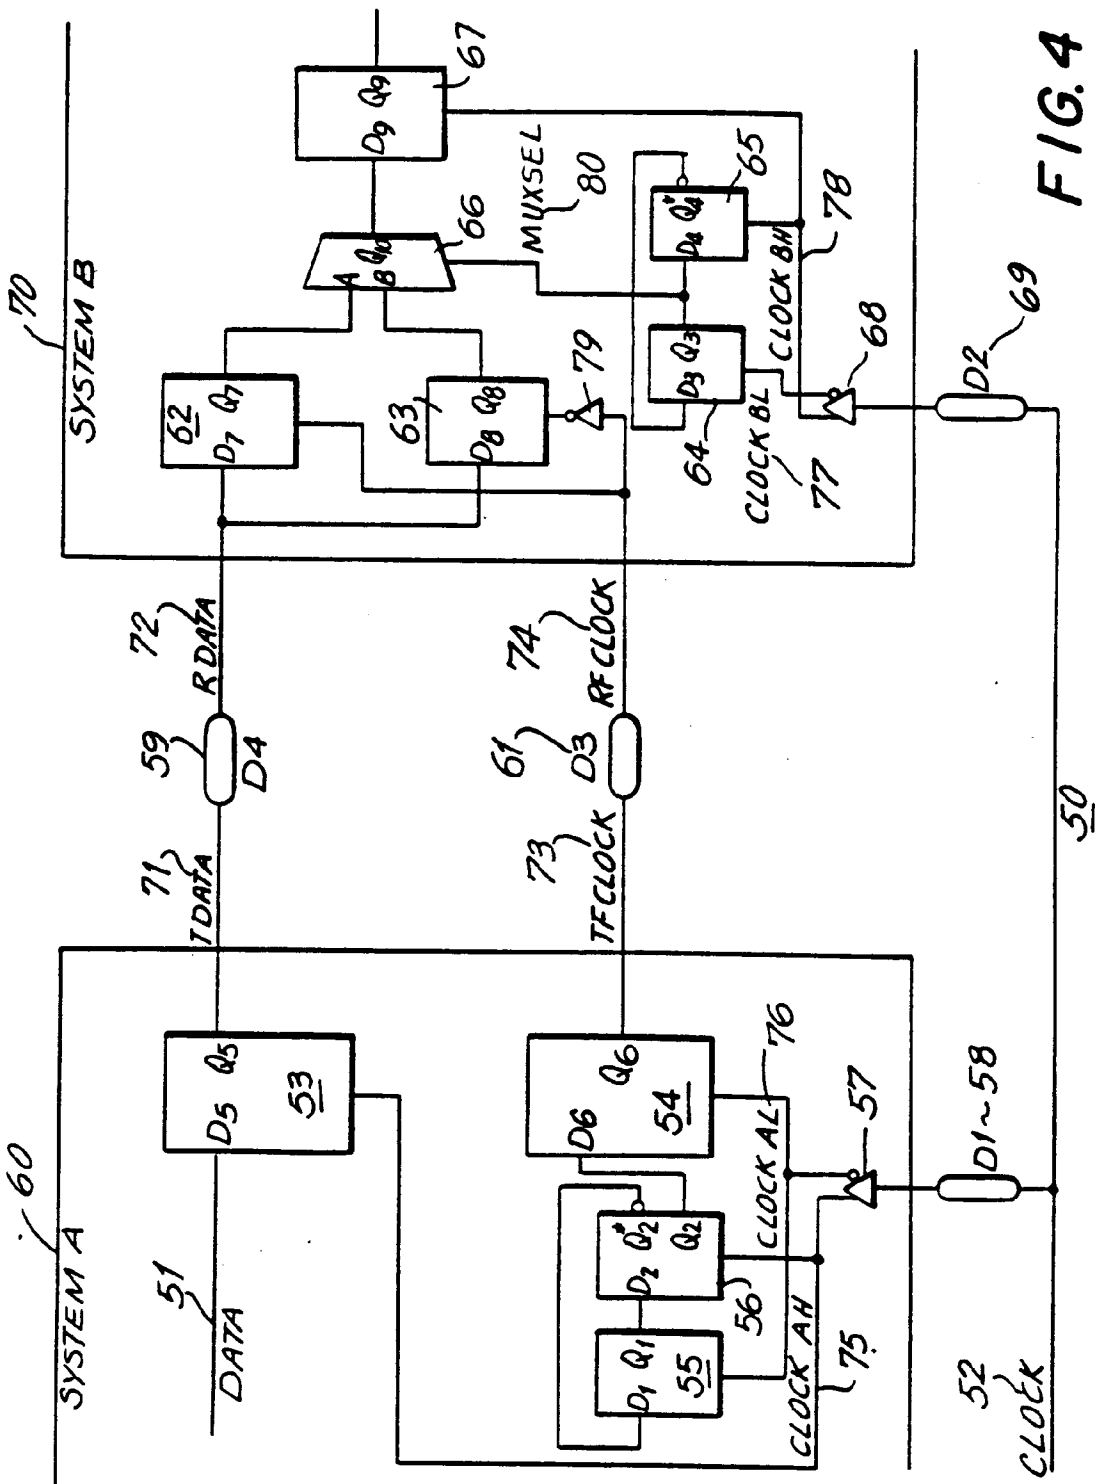 60
SYSTEM A
51
DATA
D5 Q5
53
71
TDATA
59
D4
72
RDATA
70
SYSTEM B
62
D7 Q7
63
D8 Q8
79
A
B
Q10
66
D9 Q9
67
MUXSEL
80
D1 Q1
55
D2 Q*2
Q2
56
D6 Q6
54
73
TFCLOCK
61
D3
74
RFCLOCK
D3 Q3
64
D4 Q*4
65
CLOCK BL
77
CLOCK BH
78
68
CLOCK AL
76
CLOCK AH
75
57
D1~58
D2
69
52
CLOCK
50
FIG. 4